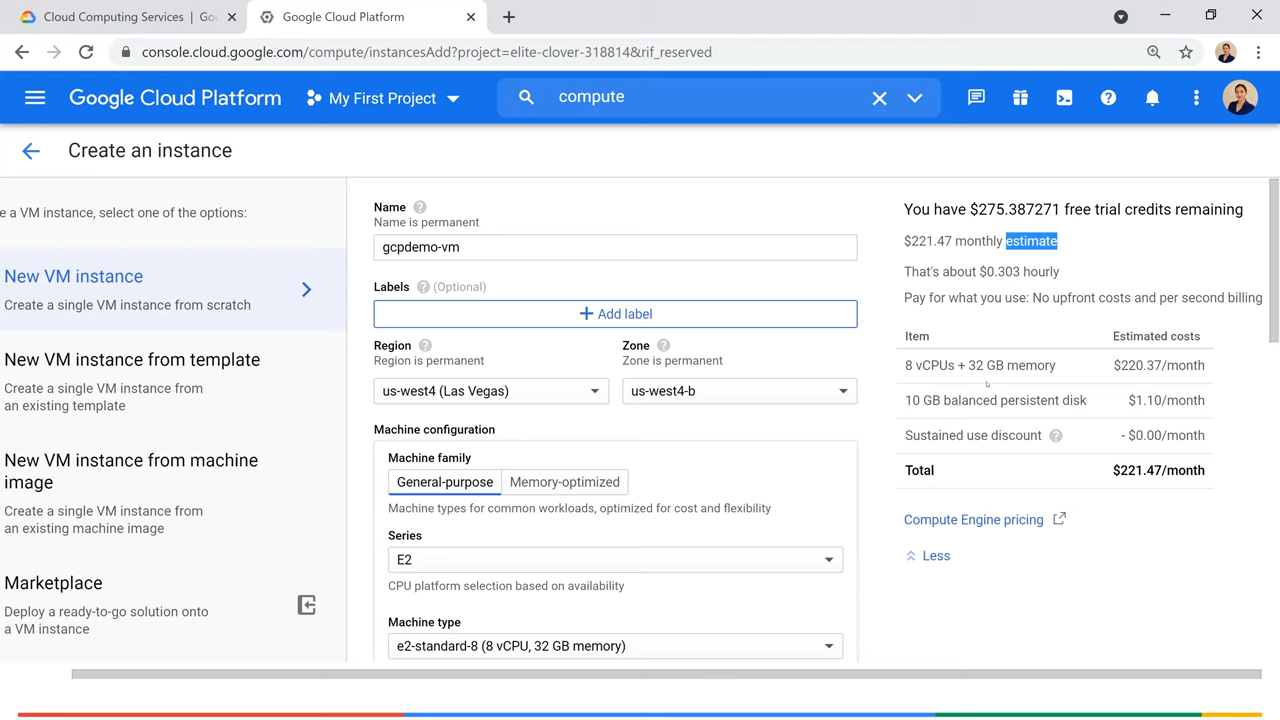 Cloud Computing Services | Go
Google Cloud Platform
console.cloud.google.com/compute/instancesAdd?project=elite-clover-318814&rif_reserved
Google Cloud Platform
My First Project
compute
Create an instance
e a VM instance, select one of the options:
New VM instance
Create a single VM instance from scratch
New VM instance from template
Create a single VM instance from
an existing template
New VM instance from machine
image
Create a single VM instance from
an existing machine image
Marketplace
Deploy a ready-to-go solution onto
a VM instance
Name
Name is permanent
gcpdemo-vm
Labels (Optional)
Add label
Region
Region is permanent
us-west4 (Las Vegas)
Zone
Zone is permanent
us-west4-b
Machine configuration
Machine family
General-purpose
Memory-optimized
Machine types for common workloads, optimized for cost and flexibility
Series
E2
CPU platform selection based on availability
Machine type
e2-standard-8 (8 vCPU, 32 GB memory)
You have $275.387271 free trial credits remaining
$221.47 monthly estimate
That's about $0.303 hourly
Pay for what you use: No upfront costs and per second billing
Item Estimated costs
8 vCPUs + 32 GB memory $220.37/month
10 GB balanced persistent disk $1.10/month
Sustained use discount - $0.00/month
Total $221.47/month
Compute Engine pricing
Less